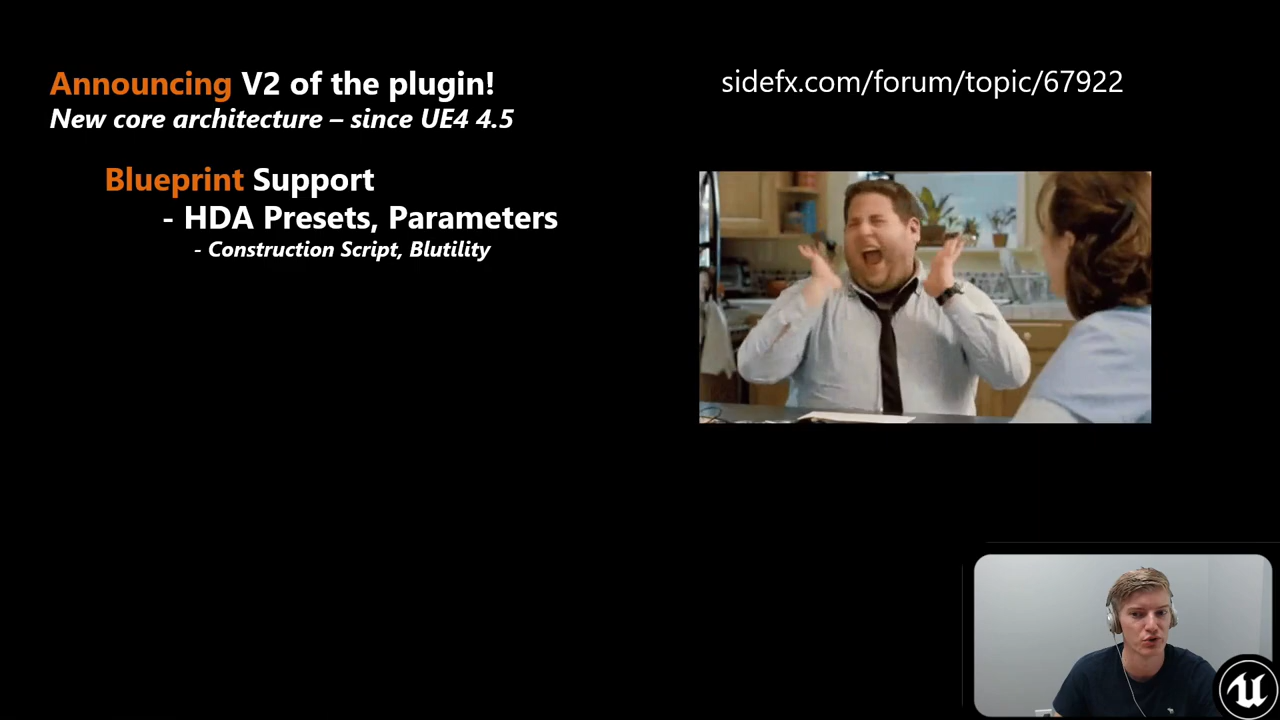 Announcing V2 of the plugin!
New core architecture – since UE4 4.5
Blueprint Support
- HDA Presets, Parameters
- Construction Script, Blutility
sidefx.com/forum/topic/67922